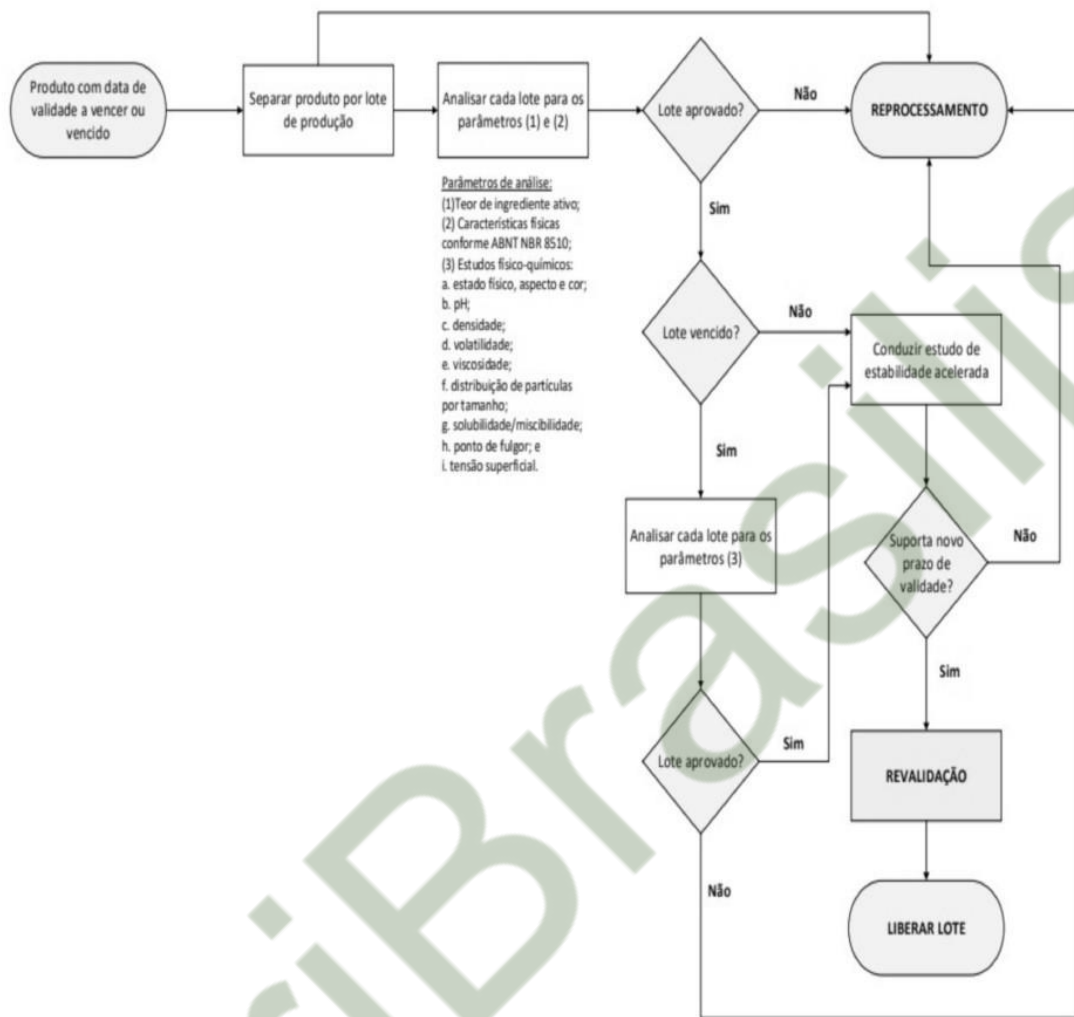 Produto com data de
validade a vencer ou
vencido
Separar produto por lote
de produção
Analisar cada lote para os
parâmetros (1) e (2)
Lote aprovado?
Não
REPROCESSAMENTO
Parâmetros de análise:
(1)Teor de ingrediente ativo;
(2) Características físicas
conforme ABNT NBR 8510;
(3) Estudos físico-químicos:
a. estado físico, aspecto e cor;
b. pH;
c. densidade;
d. volatilidade;
e. viscosidade;
f. distribuição de partículas
por tamanho;
g. solubilidade/miscibilidade;
h. ponto de fulgor; e
i. tensão superficial.
Sim
Lote vencido?
Não
Conduzir estudo de
estabilidade acelerada
Sim
Analisar cada lote para os
parâmetros (3)
Suporta novo
prazo de
validade?
Não
Sim
Lote aprovado?
Sim
REVALIDAÇÃO
Não
LIBERAR LOTE
riBrasilis